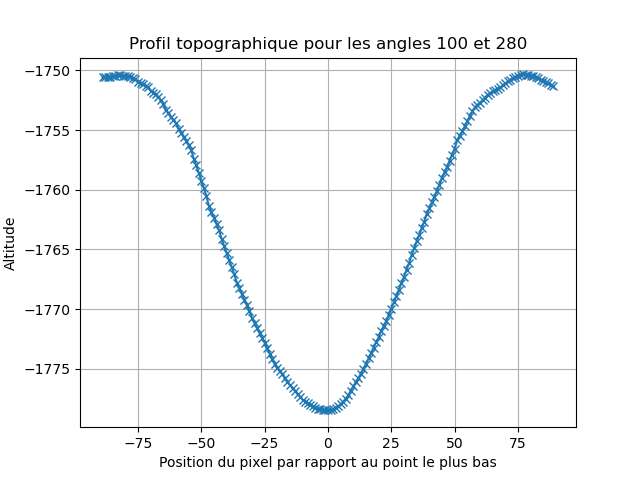 Profil topographique pour les angles 100 et 280
−1750
−1755
−1760
−1765
−1770
−1775
Altitude
−75 −50 −25 0 25 50 75
Position du pixel par rapport au point le plus bas